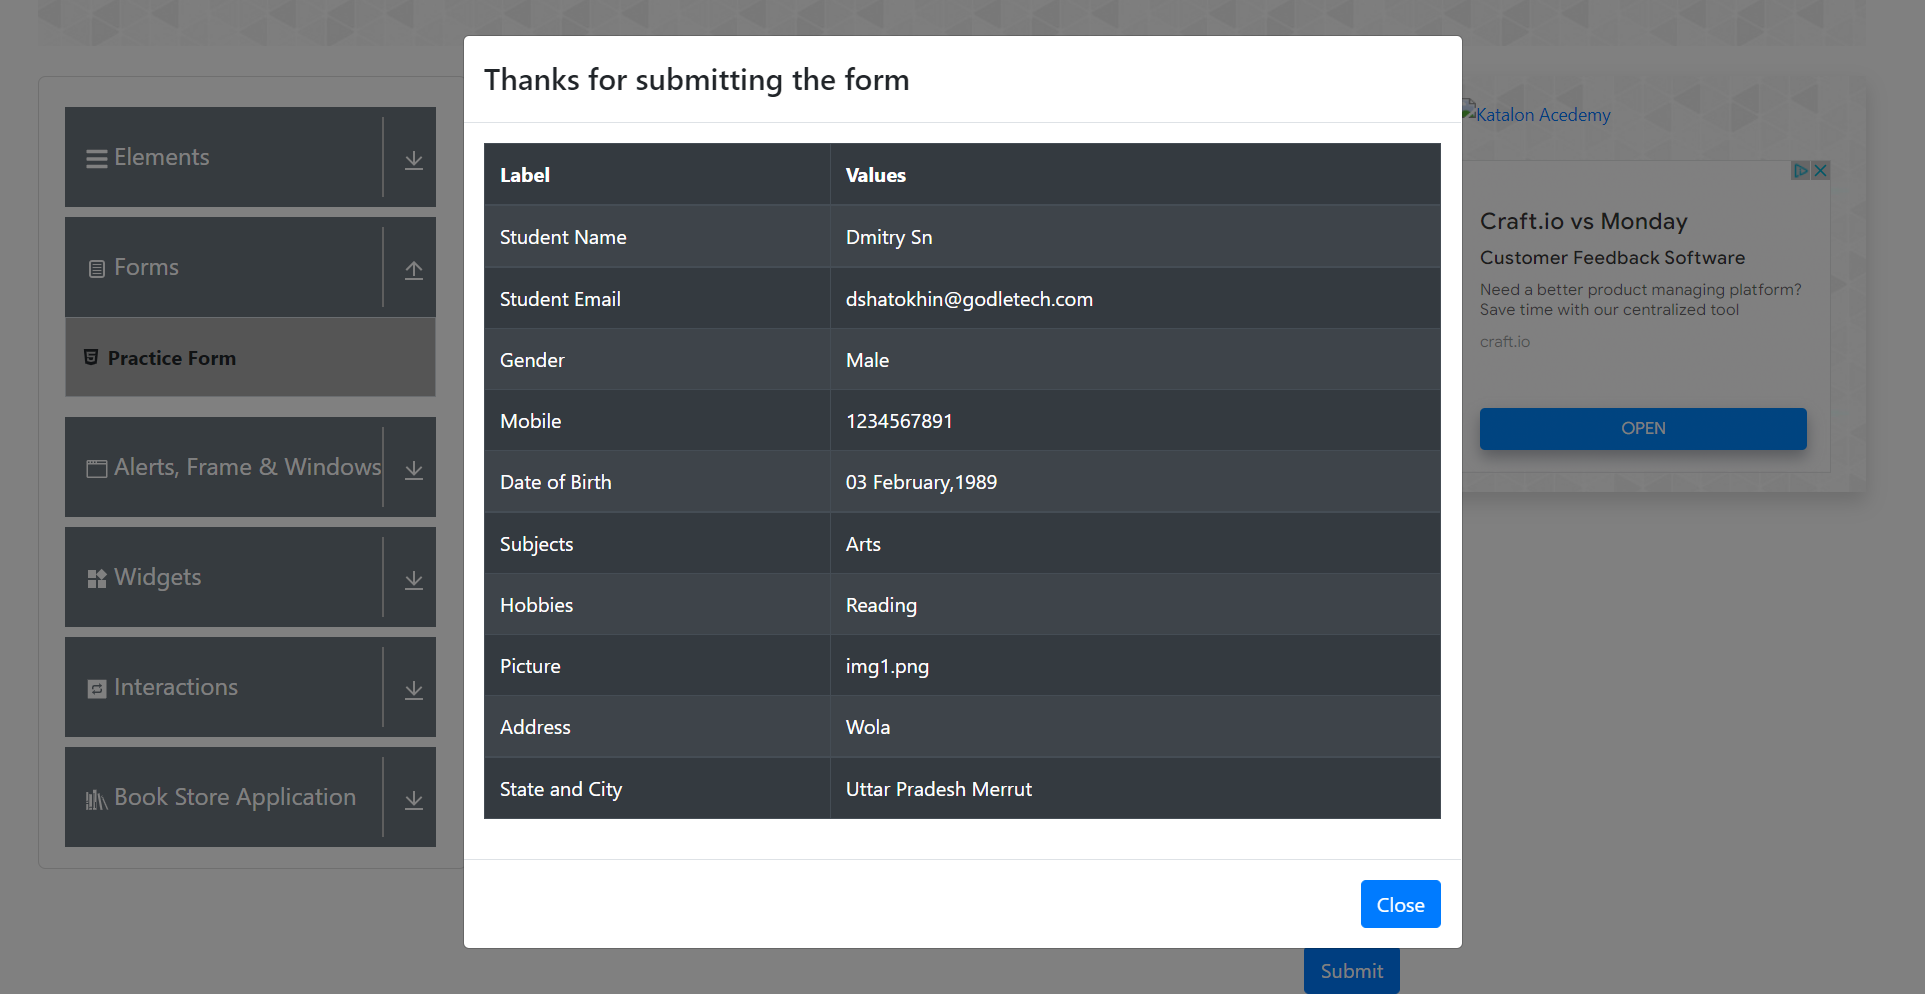 Thanks for submitting the form
Label Values
Student Name Dmitry Sn
Student Email dshatokhin@godletech.com
Gender Male
Mobile 1234567891
Date of Birth 03 February,1989
Subjects Arts
Hobbies Reading
Picture img1.png
Address Wola
State and City Uttar Pradesh Merrut
Close
Submit
Elements
Forms
Practice Form
Alerts, Frame & Windows
Widgets
Interactions
Book Store Application
Katalon Acedemy
Craft.io vs Monday
Customer Feedback Software
Need a better product managing platform?
Save time with our centralized tool
craft.io
OPEN